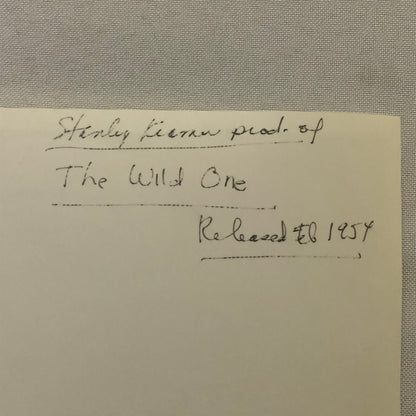 Stanley Kramer prod. of
The Wild One
Released Feb 1954